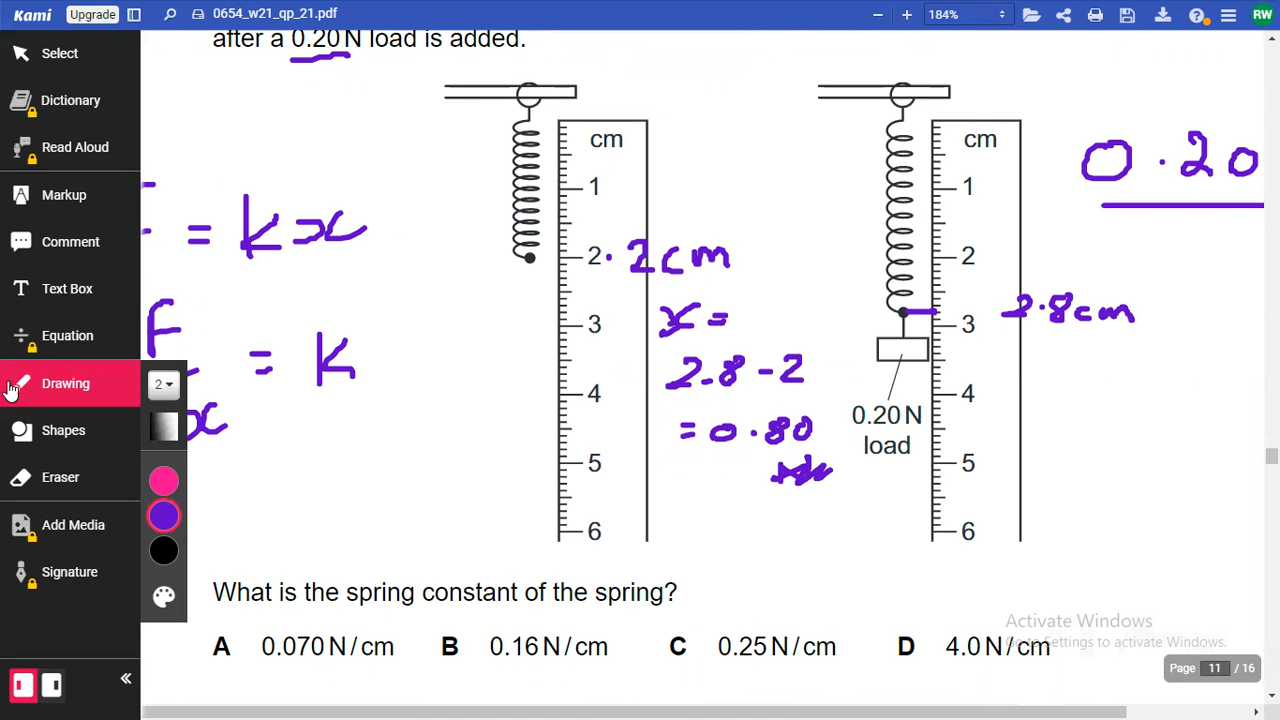 Kami Upgrade 0654_w21_qp_21.pdf 184% RW
Select
Dictionary
Read Aloud
Markup
Comment
Text Box
Equation
Drawing
Shapes
Eraser
Add Media
Signature
2
after a 0.20 N load is added.
= kx
F
= k
x
cm
1
2
3
4
5
6
.2cm
x =
2.8 - 2
= 0.80
cm
1
2
3
4
5
6
2.8cm
0.20 N
load
0.20
What is the spring constant of the spring?
A 0.070 N/cm B 0.16 N/cm C 0.25 N/cm D 4.0 N/cm
Activate Windows
Go to Settings to activate Windows.
Page 11 / 16